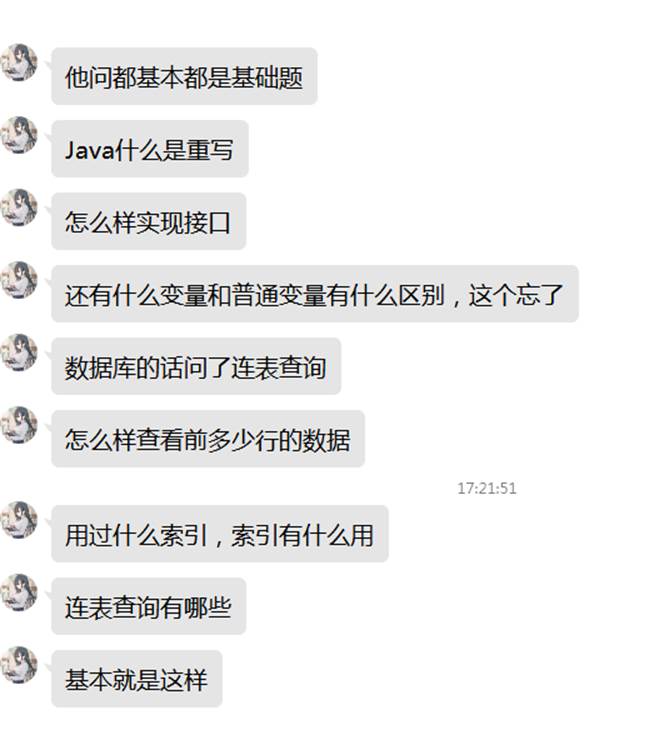 他问都基本都是基础题
Java什么是重写
怎么样实现接口
还有什么变量和普通变量有什么区别，这个忘了
数据库的话问了连表查询
怎么样查看前多少行的数据
17:21:51
用过什么索引，索引有什么用
连表查询有哪些
基本就是这样